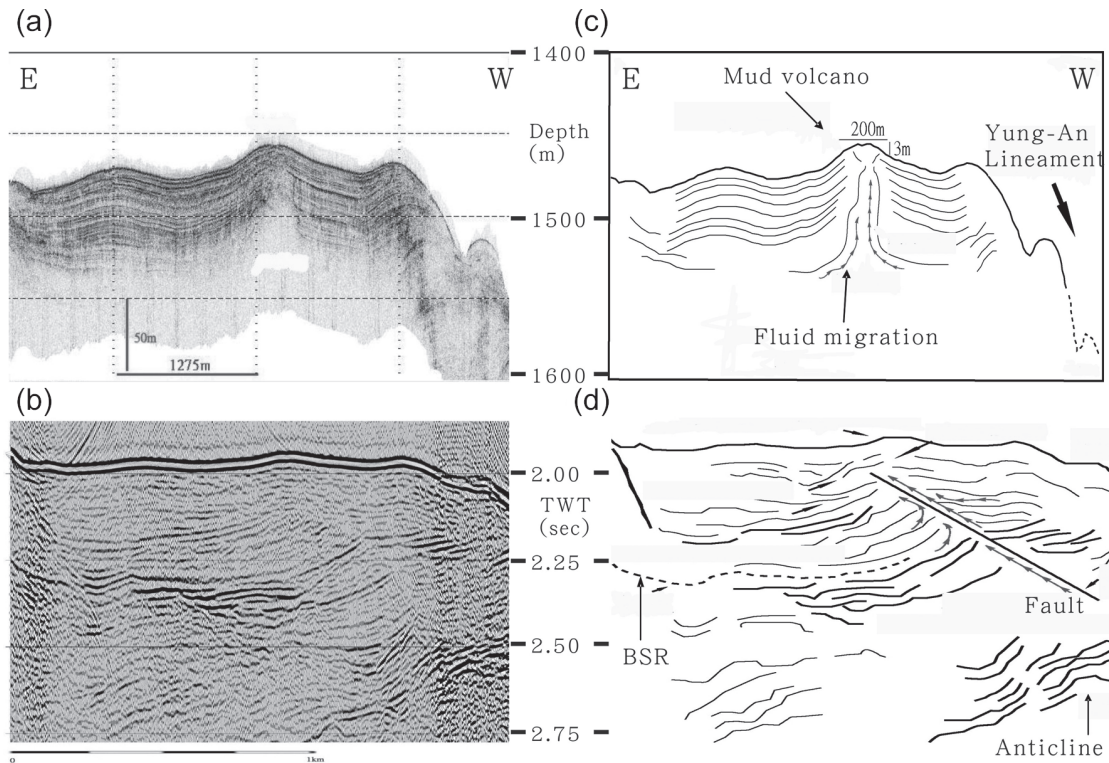 (a)
E
W
50m
1275m
1400
Depth
(m)
1500
1600
(c)
E
W
Mud volcano
200m
3m
Yung-An
Lineament
Fluid migration
(b)
0
1km
2.00
TWT
(sec)
2.25
2.50
2.75
(d)
Fault
BSR
Anticline